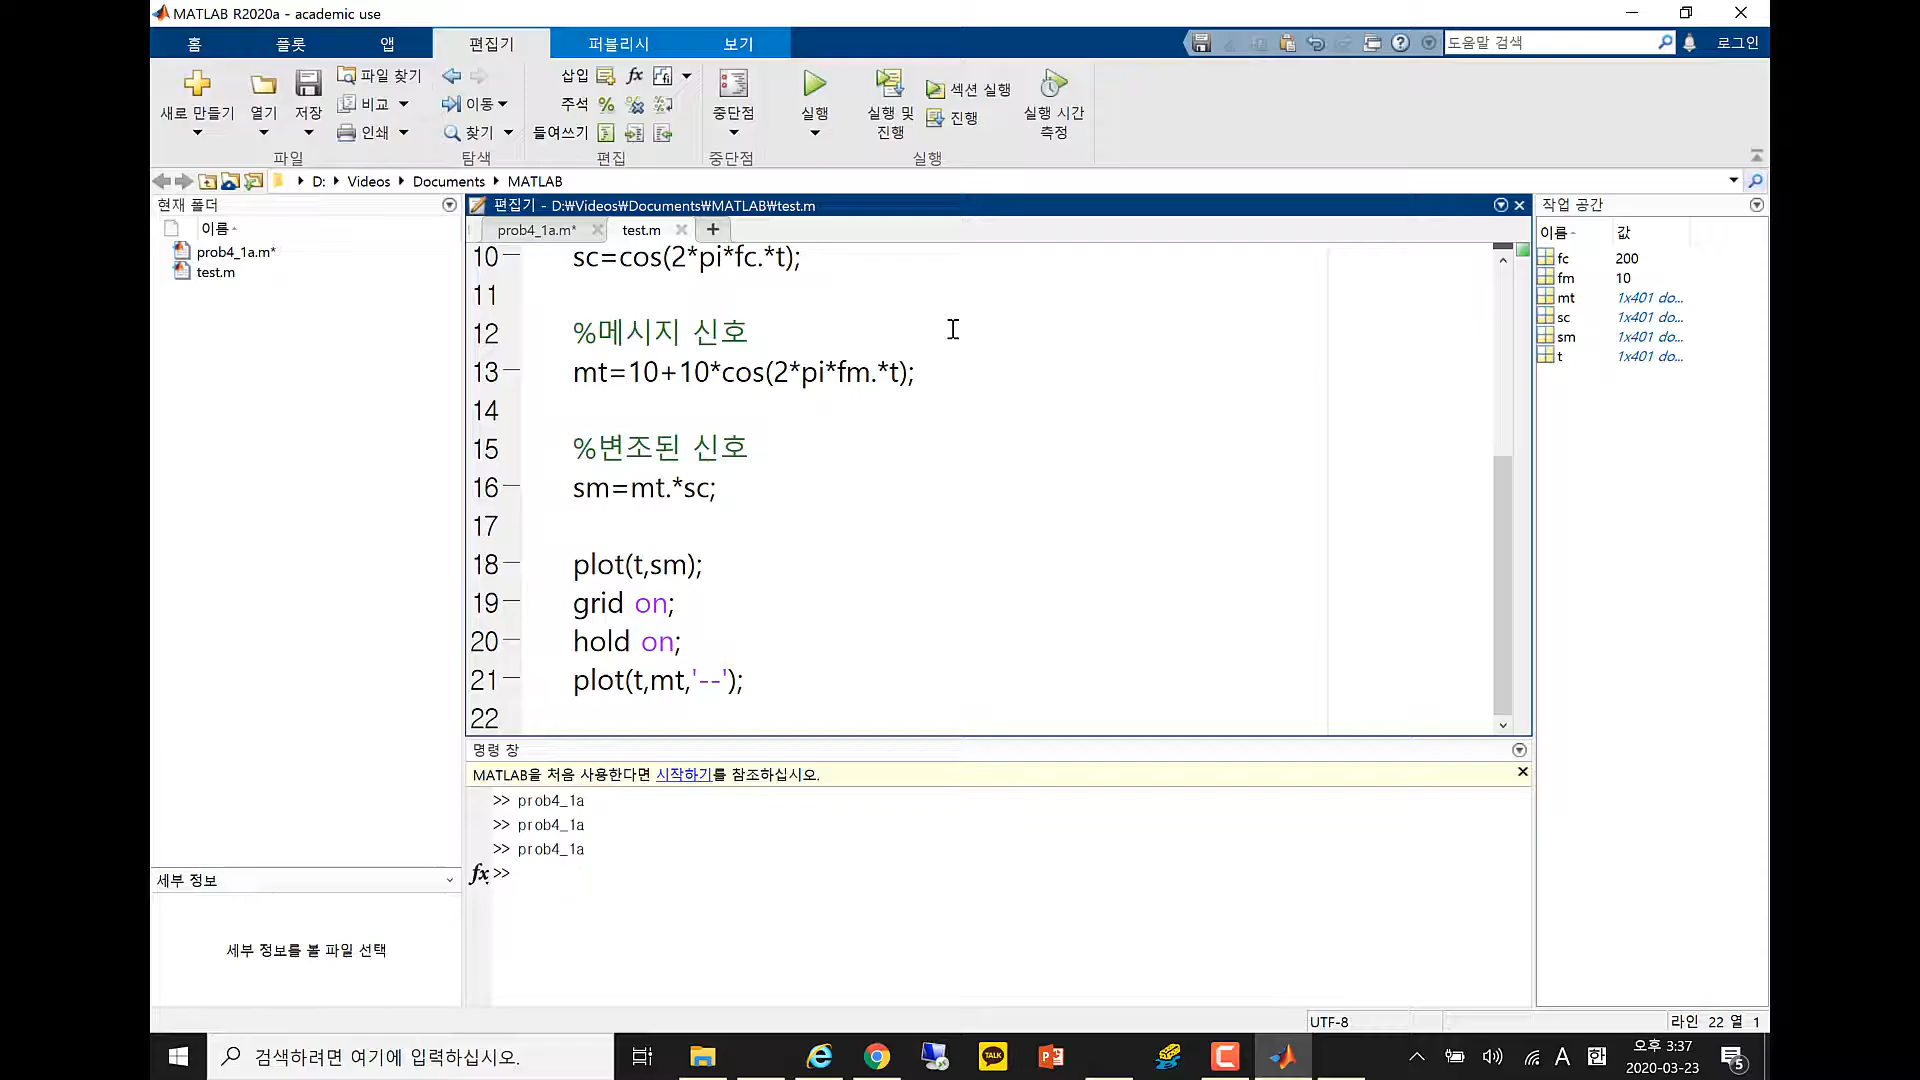 MATLAB R2020a - academic use
홈 플롯 앱 편집기 퍼블리시 보기 도움말 검색 로그인
새로 만들기 열기 저장 파일 찾기 비교 인쇄 이동 찾기 삽입 fx 주석 들여쓰기 중단점 실행 실행 및 진행 섹션 실행 진행 실행 시간 측정
파일 탐색 편집 중단점 실행
D: Videos Documents MATLAB
현재 폴더
이름
prob4_1a.m*
test.m
편집기 - D:₩Videos₩Documents₩MATLAB₩test.m
prob4_1a.m* test.m
10 sc=cos(2*pi*fc.*t);
11
12 %메시지 신호
13 mt=10+10*cos(2*pi*fm.*t);
14
15 %변조된 신호
16 sm=mt.*sc;
17
18 plot(t,sm);
19 grid on;
20 hold on;
21 plot(t,mt,'--');
22
작업 공간
이름 값
fc 200
fm 10
mt 1x401 do...
sc 1x401 do...
sm 1x401 do...
t 1x401 do...
명령 창
MATLAB을 처음 사용한다면 시작하기를 참조하십시오.
>> prob4_1a
>> prob4_1a
>> prob4_1a
fx >>
세부 정보
세부 정보를 볼 파일 선택
UTF-8 라인 22 열 1
검색하려면 여기에 입력하십시오.
TALK
A 한
오후 3:37
2020-03-23
5